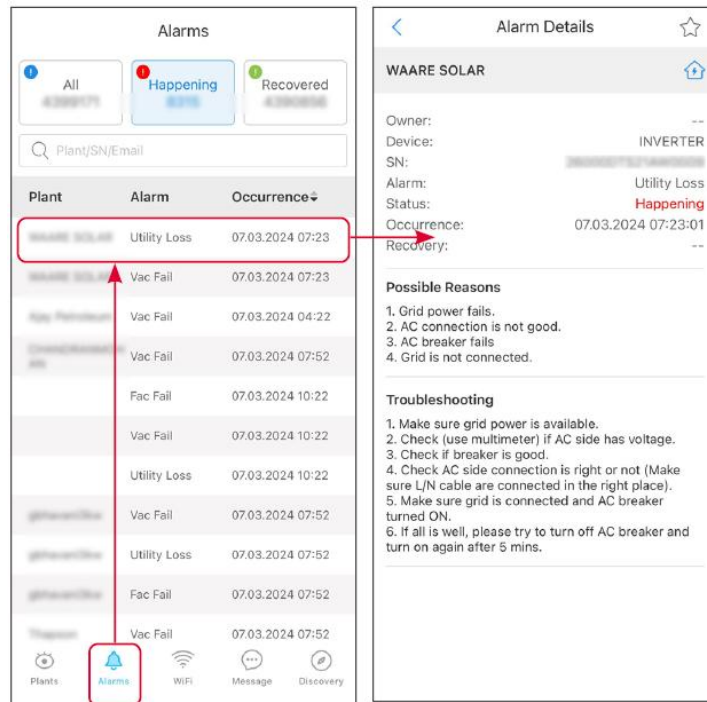 Alarms
All
Happening
Recovered
Plant/SN/Email
Plant Alarm Occurrence
WAARE SOLAR Utility Loss 07.03.2024 07:23
WAARE SOLAR Vac Fail 07.03.2024 07:23
Vac Fail 07.03.2024 04:22
Vac Fail 07.03.2024 07:52
Fac Fail 07.03.2024 10:22
Vac Fail 07.03.2024 10:22
Utility Loss 07.03.2024 10:22
Vac Fail 07.03.2024 07:52
Utility Loss 07.03.2024 07:52
Fac Fail 07.03.2024 07:52
Vac Fail 07.03.2024 07:52
Plants Alarms WiFi Message Discovery
Alarm Details
WAARE SOLAR
Owner: --
Device: INVERTER
SN:
Alarm: Utility Loss
Status: Happening
Occurrence: 07.03.2024 07:23:01
Recovery: --
Possible Reasons
1. Grid power fails.
2. AC connection is not good.
3. AC breaker fails
4. Grid is not connected.
Troubleshooting
1. Make sure grid power is available.
2. Check (use multimeter) if AC side has voltage.
3. Check if breaker is good.
4. Check AC side connection is right or not (Make
sure L/N cable are connected in the right place).
5. Make sure grid is connected and AC breaker
turned ON.
6. If all is well, please try to turn off AC breaker and
turn on again after 5 mins.